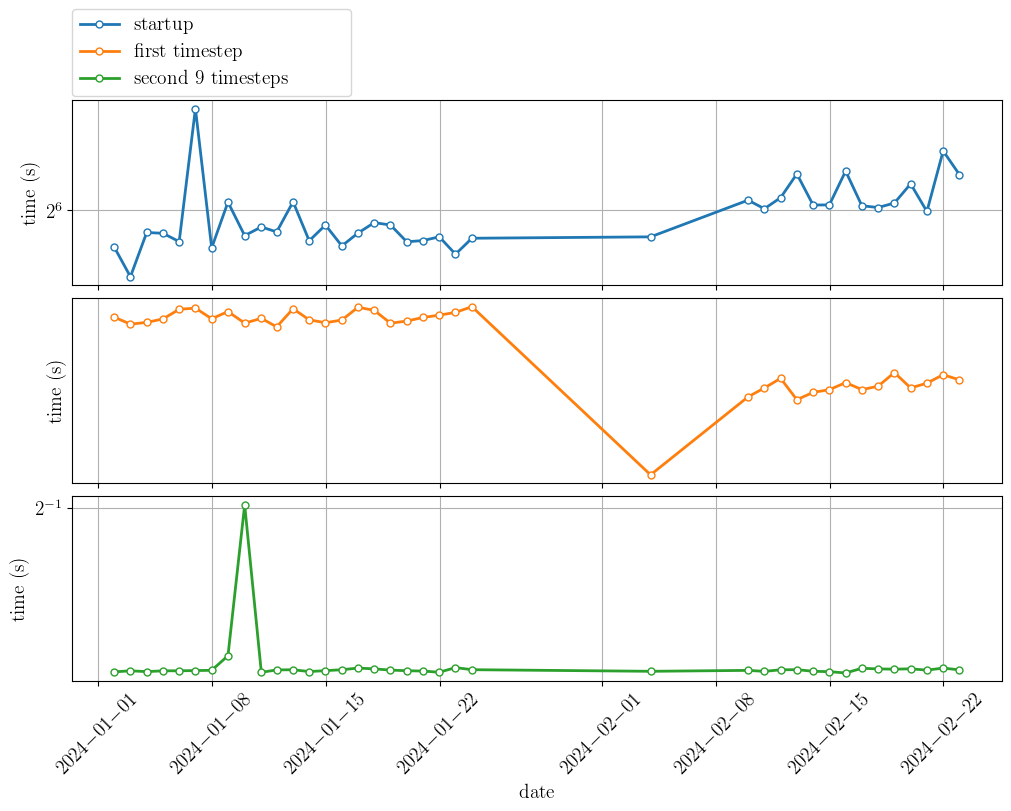 startup
first timestep
second 9 timesteps
time (s)
2^6
time (s)
time (s)
2^{-1}
2024−01−01
2024−01−08
2024−01−15
2024−01−22
2024−02−01
2024−02−08
2024−02−15
2024−02−22
date